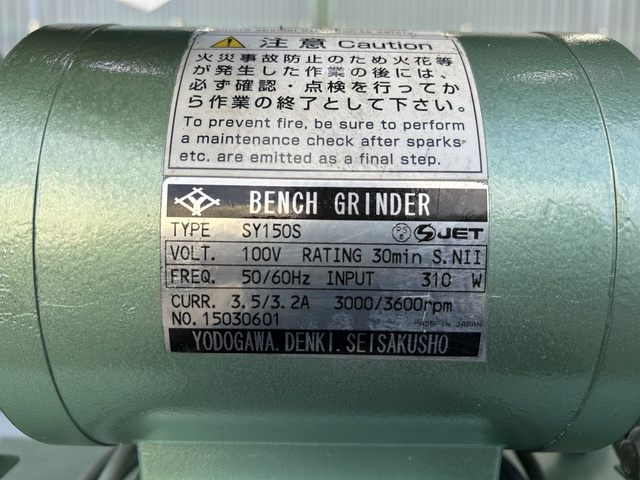 注意 Caution
火災事故防止のため火花等
が発生した作業の後には、
必ず確認・点検を行ってか
ら作業の終了として下さい。
To prevent fire, be sure to perform
a maintenance check after sparks
etc. are emitted as a final step.
BENCH GRINDER
TYPE SY150S PSE JET
VOLT. 100V RATING 30min S.NII
FREQ. 50/60Hz INPUT 310 W
CURR. 3.5/3.2A 3000/3600rpm
NO.15030601 MADE IN JAPAN
YODOGAWA.DENKI.SEISAKUSHO